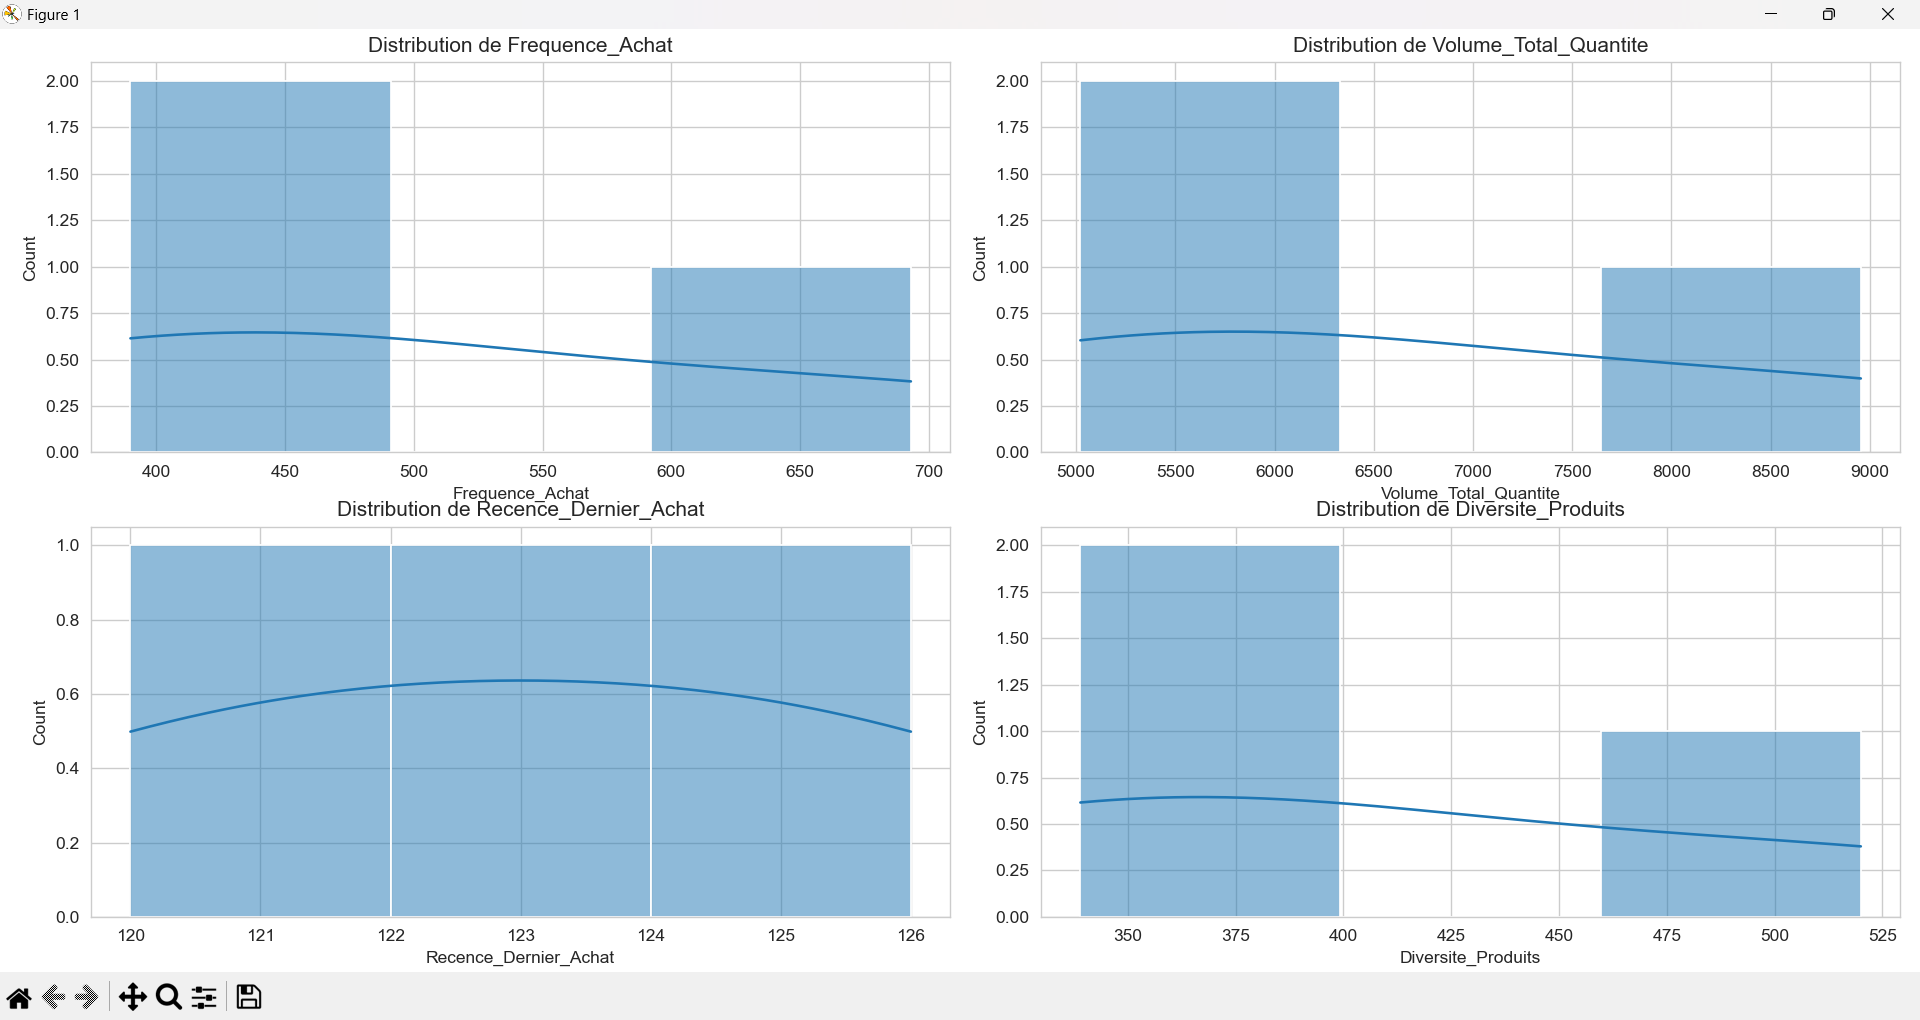 Figure 1
Distribution de Frequence_Achat
2.00
1.75
1.50
1.25
1.00
0.75
0.50
0.25
0.00
Count
400 450 500 550 600 650 700
Frequence_Achat
Distribution de Volume_Total_Quantite
2.00
1.75
1.50
1.25
1.00
0.75
0.50
0.25
0.00
Count
5000 5500 6000 6500 7000 7500 8000 8500 9000
Volume_Total_Quantite
Distribution de Recence_Dernier_Achat
1.0
0.8
0.6
0.4
0.2
0.0
Count
120 121 122 123 124 125 126
Recence_Dernier_Achat
Distribution de Diversite_Produits
2.00
1.75
1.50
1.25
1.00
0.75
0.50
0.25
0.00
Count
350 375 400 425 450 475 500 525
Diversite_Produits